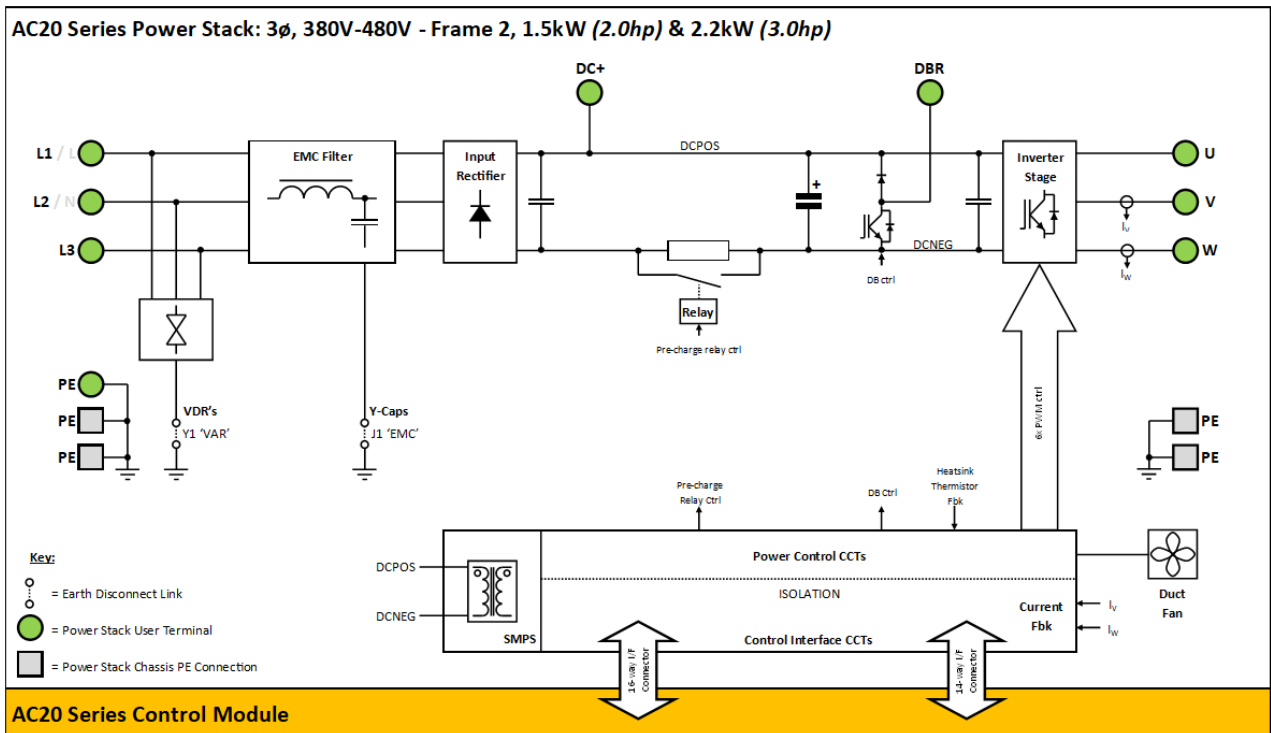 AC20 Series Power Stack: 3ø, 380V-480V - Frame 2, 1.5kW (2.0hp) & 2.2kW (3.0hp)
DC+
DBR
L1 / L
EMC Filter
Input
Rectifier
DCPOS
Inverter
Stage
U
L2 / N
+
V
IV
L3
DCNEG
W
IW
DB ctrl
Relay
Pre-charge relay ctrl
PE
VDR's
Y-Caps
PE
Y1 'VAR'
J1 'EMC'
6x PWM ctrl
PE
PE
PE
Pre-charge
Relay Ctrl
DB Ctrl
Heatsink
Thermistor
Fbk
Key:
= Earth Disconnect Link
= Power Stack User Terminal
= Power Stack Chassis PE Connection
DCPOS
DCNEG
SMPS
Power Control CCTs
ISOLATION
Control Interface CCTs
Current
Fbk
IV
IW
Duct
Fan
16-way I/F
Connector
14-way I/F
Connector
AC20 Series Control Module